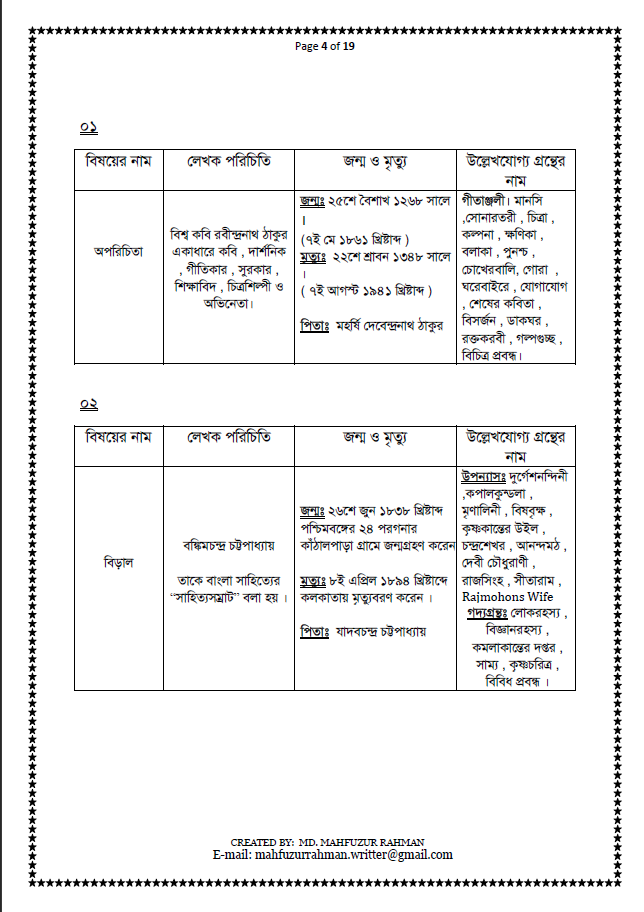 Page 4 of 19
০১
বিষয়ের নাম
লেখক পরিচিতি
জন্ম ও মৃত্যু
উল্লেখযোগ্য গ্রন্থের
নাম
অপরিচিতা
বিশ্ব কবি রবীন্দ্রনাথ ঠাকুর
একাধারে কবি , দার্শনিক
, গীতিকার , সুরকার ,
শিক্ষাবিদ , চিত্রশিল্পী ও
অভিনেতা।
জন্মঃ ২৫শে বৈশাখ ১২৬৮ সালে
।
(৭ই মে ১৮৬১ খ্রিষ্টাব্দ )
মৃত্যুঃ ২২শে শ্রাবন ১৩৪৮ সালে
।
( ৭ই আগস্ট ১৯৪১ খ্রিষ্টাব্দ )
পিতাঃ মহর্ষি দেবেন্দ্রনাথ ঠাকুর
গীতাঞ্জলী। মানসি
,সোনারতরী , চিত্রা ,
কল্পনা , ক্ষণিকা ,
বলাকা , পুনশ্চ ,
চোখেরবালি, গোরা ,
ঘরেবাইরে , যোগাযোগ
, শেষের কবিতা ,
বিসর্জন , ডাকঘর ,
রক্তকরবী , গল্পগুচ্ছ ,
বিচিত্র প্রবন্ধ।
০২
বিষয়ের নাম
লেখক পরিচিতি
জন্ম ও মৃত্যু
উল্লেখযোগ্য গ্রন্থের
নাম
বিড়াল
বঙ্কিমচন্দ্র চট্টপাধ্যায়
তাকে বাংলা সাহিত্যের
“সাহিত্যসম্রাট” বলা হয় ।
জন্মঃ ২৬শে জুন ১৮৩৮ খ্রিষ্টাব্দ
পশ্চিমবঙ্গের ২৪ পরগনার
কাঁঠালপাড়া গ্রামে জন্মগ্রহণ করেন
মৃত্যুঃ ৮ই এপ্রিল ১৮৯৪ খ্রিষ্টাব্দে
কলকাতায় মৃত্যুবরণ করেন ।
পিতাঃ যাদবচন্দ্র চট্টপাধ্যায়
উপন্যাসঃ দুর্গেশনন্দিনী
,কপালকুন্ডলা ,
মৃণালিনী , বিষবৃক্ষ ,
কৃষ্ণকান্তের উইল ,
চন্দ্রশেখর , আনন্দমঠ ,
দেবী চৌধুরাণী ,
রাজসিংহ , সীতারাম ,
Rajmohons Wife
গদ্যগ্রন্থঃ লোকরহস্য ,
বিজ্ঞানরহস্য ,
কমলাকান্তের দপ্তর ,
সাম্য , কৃষ্ণচরিত্র ,
বিবিধ প্রবন্ধ ।
CREATED BY: MD. MAHFUZUR RAHMAN
E-mail: mahfuzurrahman.writter@gmail.com